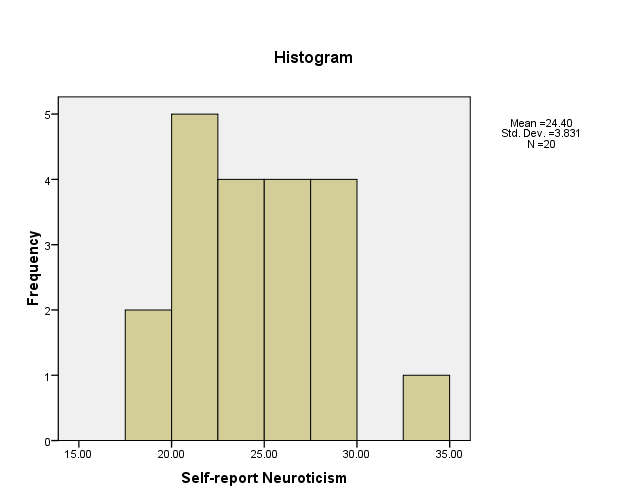 Histogram
Mean =24.40
Std. Dev. =3.831
N =20
Frequency
5
4
3
2
1
0
15.00 20.00 25.00 30.00 35.00
Self-report Neuroticism